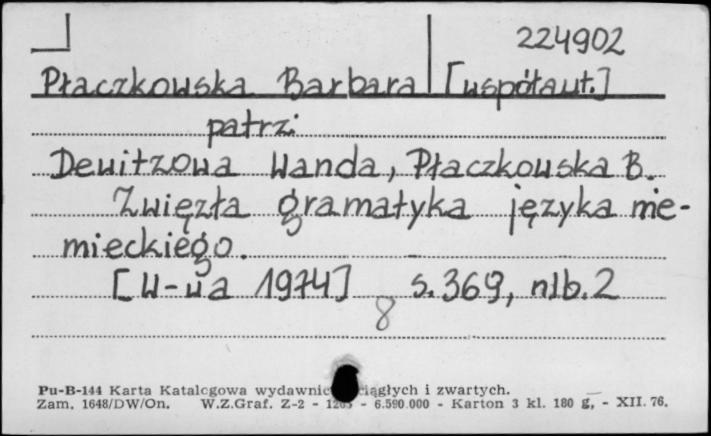 224902
Płaczkowska Barbara [współaut.]
patrz:
Dewitzowa Wanda, Płaczkowska B.
Zwięzła gramatyka języka nie-
mieckiego.
[W-wa 1974] s. 369, nlb. 2
8
Pu-B-144 Karta Katalogowa wydawnic ciągłych i zwartych.
Zam. 1648/DW/On. W.Z.Graf. Z-2 - - 6.590.000 - Karton 3 kl. 180 g, - XII. 76.